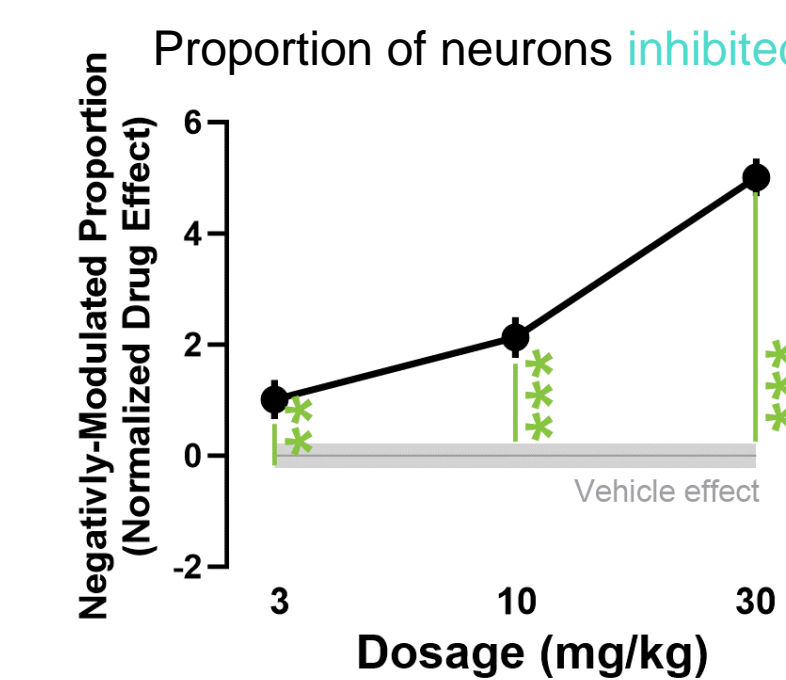 Proportion of neurons inhibited
Negativly-Modulated Proportion
(Normalized Drug Effect)
6
4
2
0
-2
**
***
***
Vehicle effect
3 10 30
Dosage (mg/kg)